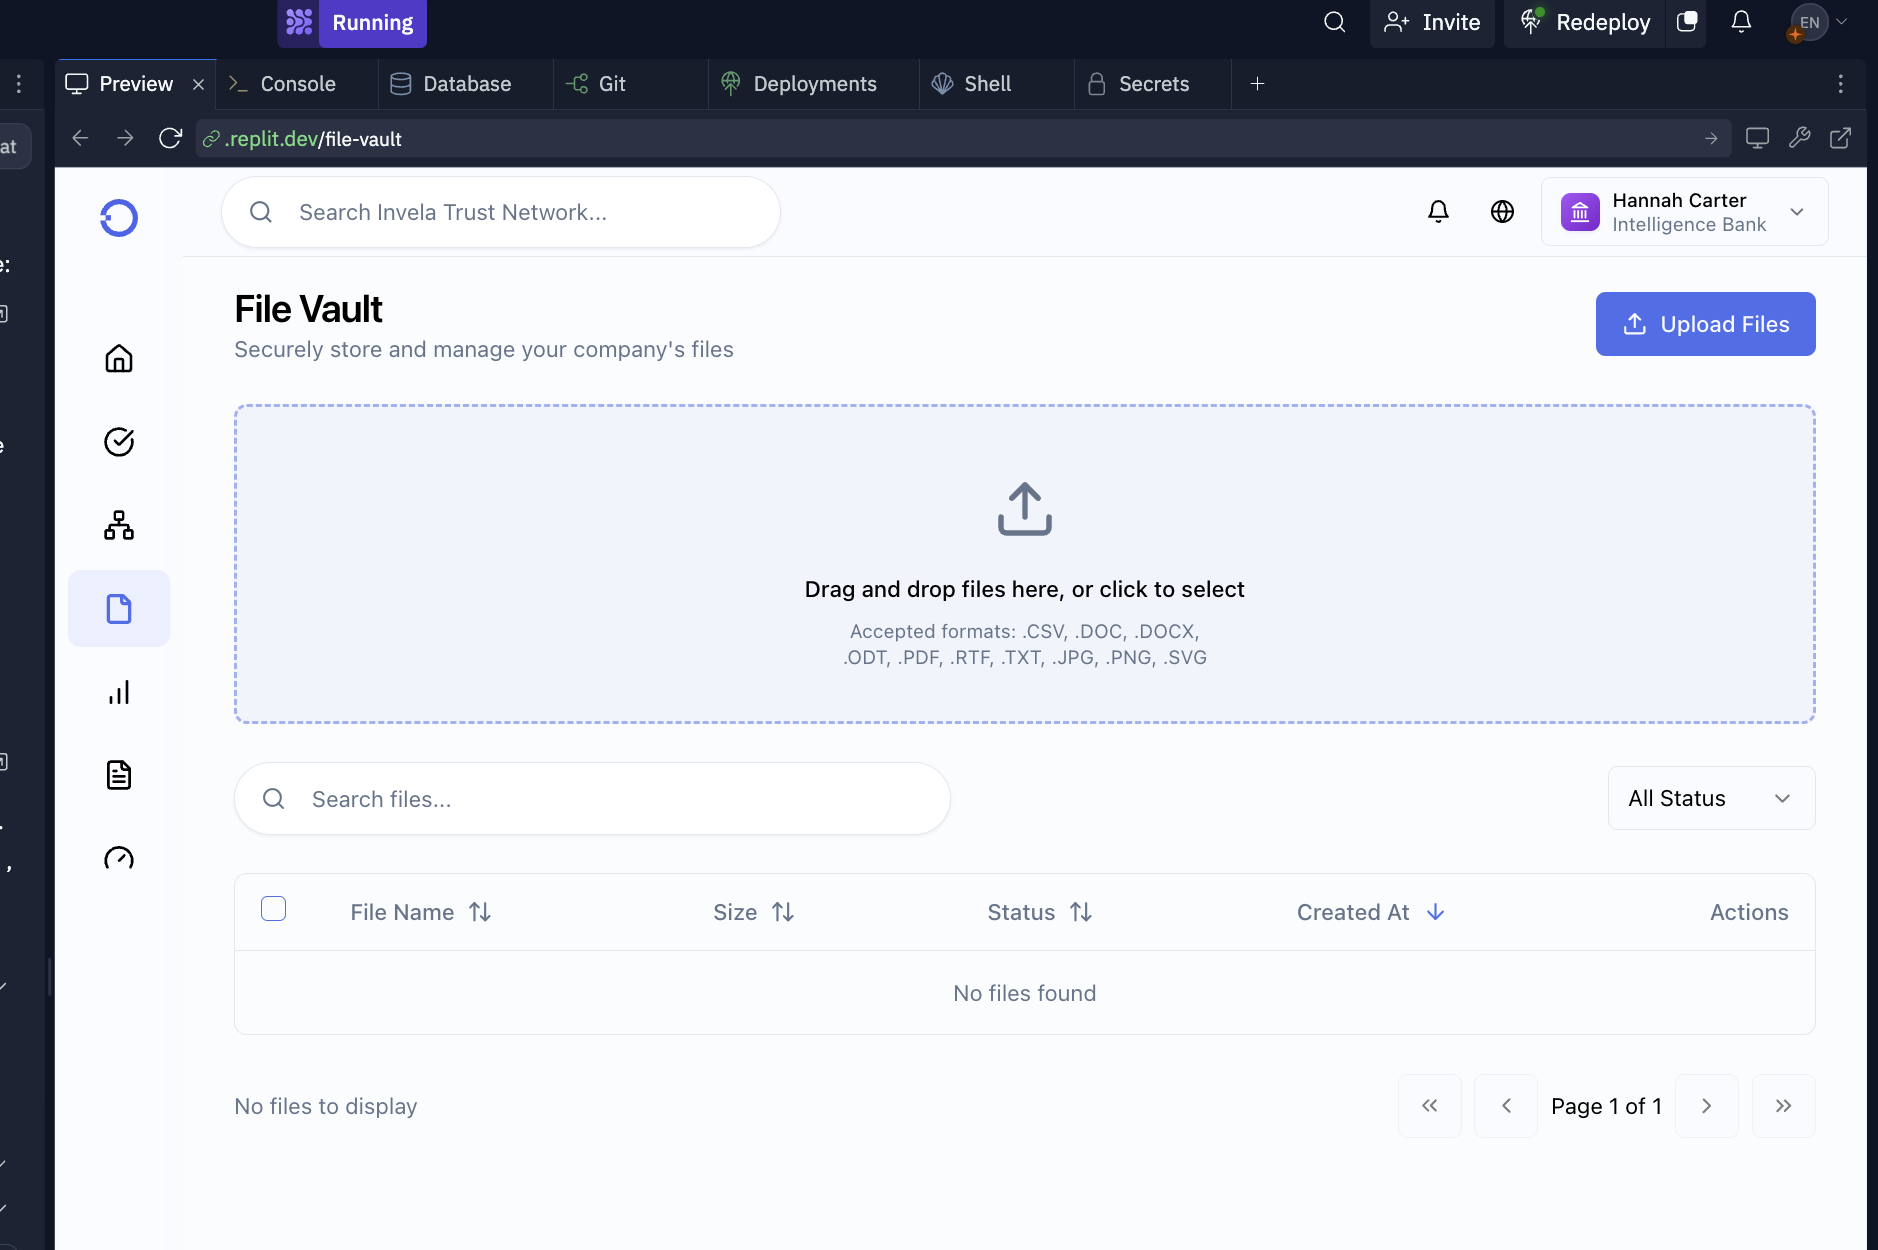 Running
Invite
Redeploy
EN
Preview
Console
Database
Git
Deployments
Shell
Secrets
at
.replit.dev/file-vault
Search Invela Trust Network...
Hannah Carter
Intelligence Bank
e:
File Vault
Securely store and manage your company's files
Upload Files
e
Drag and drop files here, or click to select
Accepted formats: .CSV, .DOC, .DOCX,
.ODT, .PDF, .RTF, .TXT, .JPG, .PNG, .SVG
Search files...
All Status
File Name
Size
Status
Created At
Actions
No files found
No files to display
Page 1 of 1